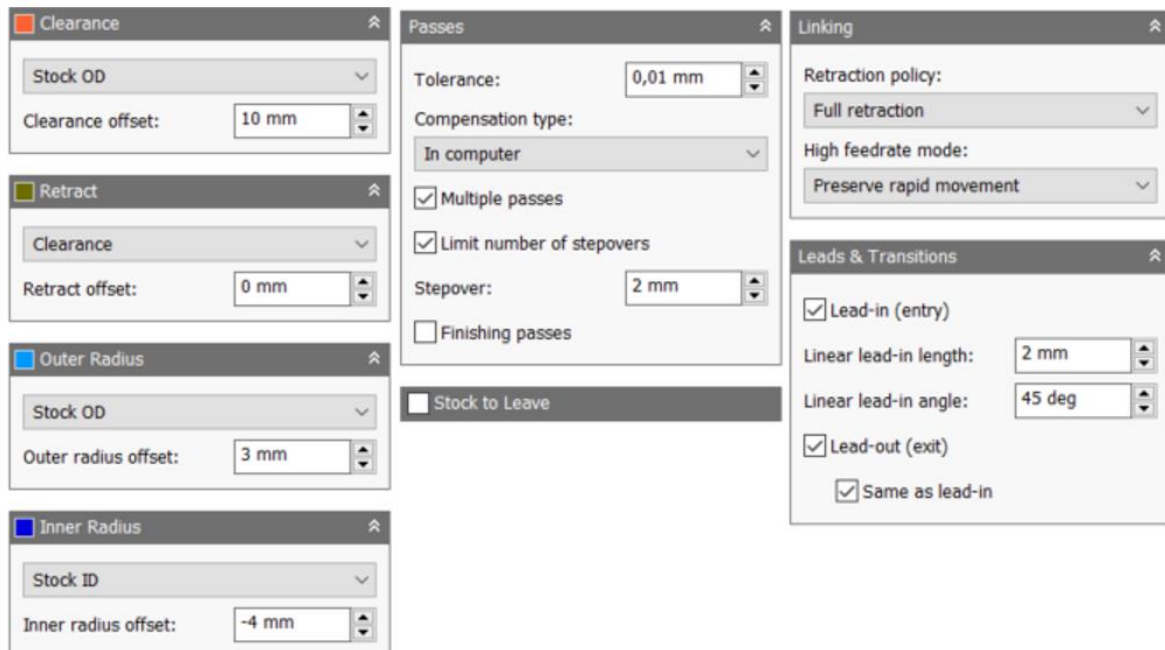 Clearance
Stock OD
Clearance offset: 10 mm
Retract
Clearance
Retract offset: 0 mm
Outer Radius
Stock OD
Outer radius offset: 3 mm
Inner Radius
Stock ID
Inner radius offset: -4 mm
Passes
Tolerance: 0,01 mm
Compensation type:
In computer
Multiple passes
Limit number of stepovers
Stepover: 2 mm
Finishing passes
Stock to Leave
Linking
Retraction policy:
Full retraction
High feedrate mode:
Preserve rapid movement
Leads & Transitions
Lead-in (entry)
Linear lead-in length: 2 mm
Linear lead-in angle: 45 deg
Lead-out (exit)
Same as lead-in